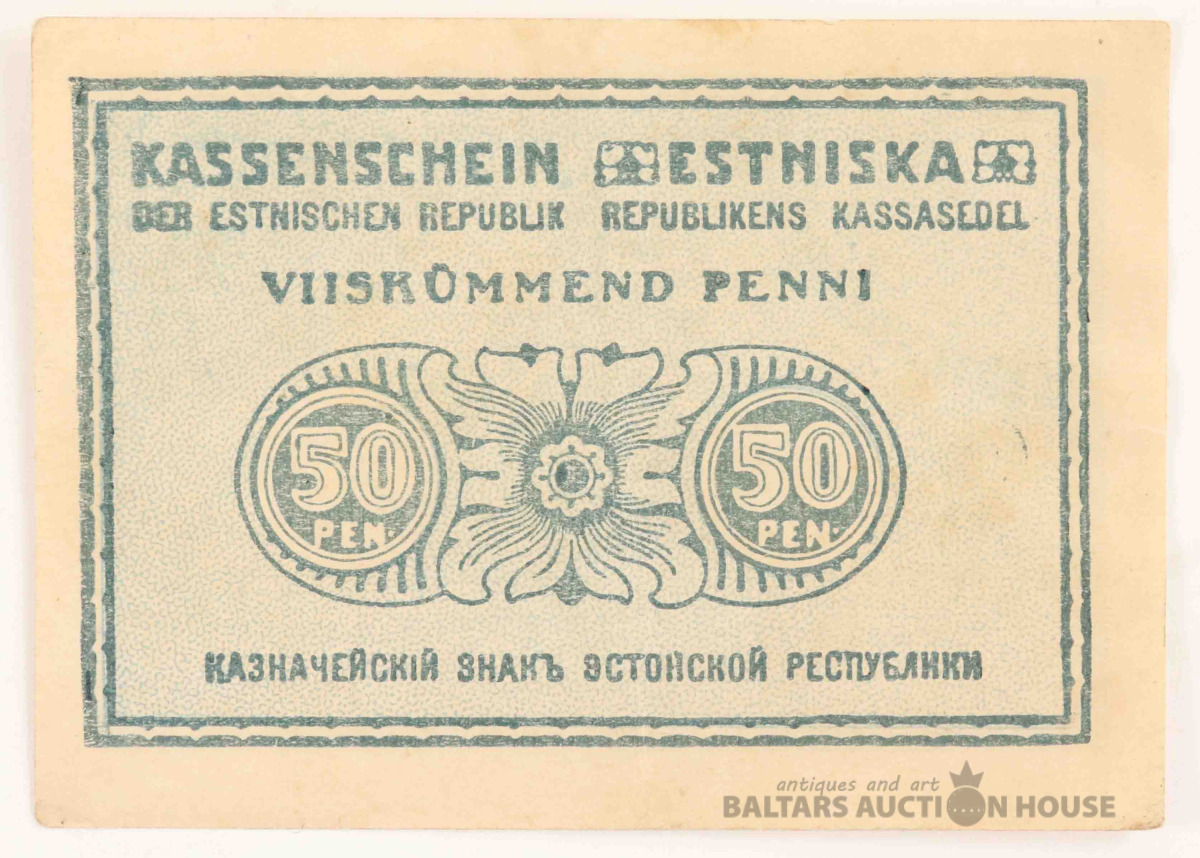 KASSENSCHEIN
DER ESTNISCHEN REPUBLIK
ESTNISKA
REPUBLIKENS KASSASEDEL
VIISKÜMMEND PENNI
50
PEN.
50
PEN.
КАЗНАЧЕЙСКІЙ ЗНАКЪ ЭСТОНСКОЙ РЕСПУБЛИКИ
antiques and art
BALTARS AUCTION HOUSE